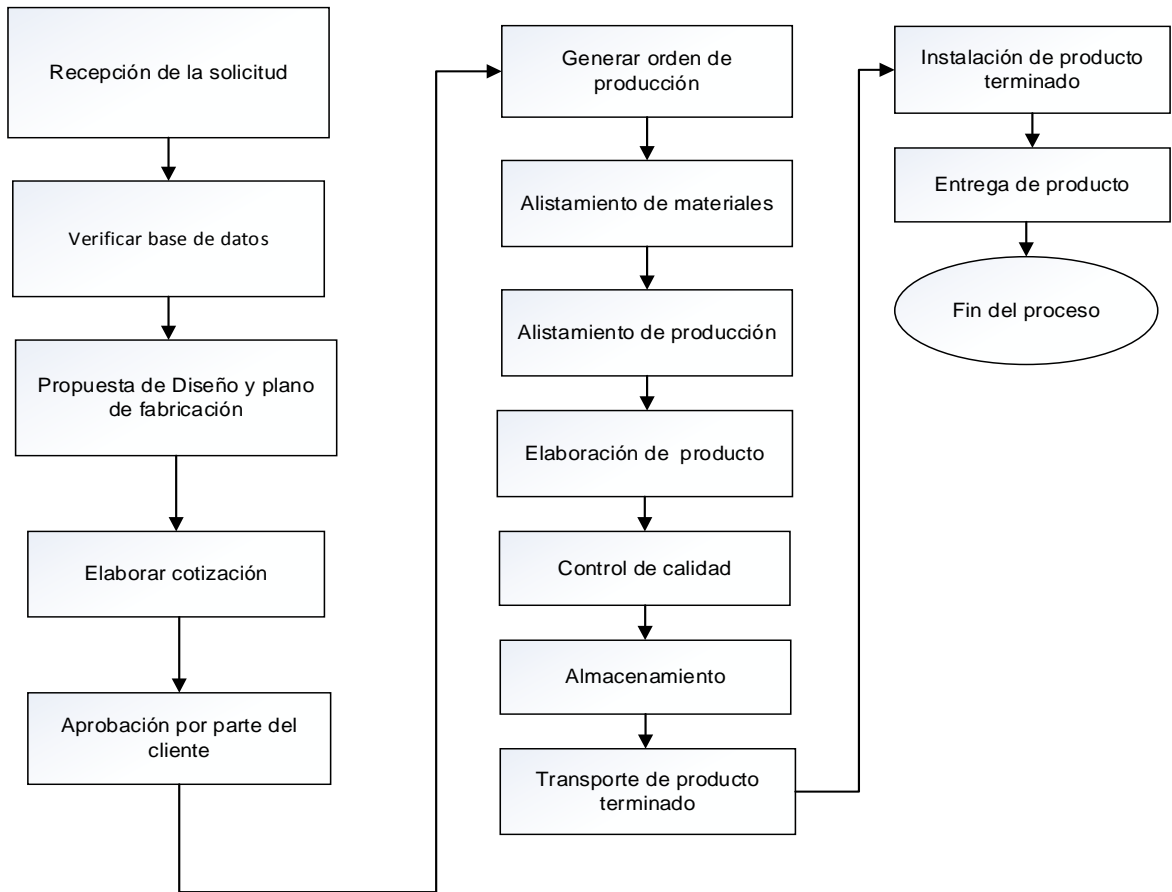 Recepción de la solicitud
Verificar base de datos
Propuesta de Diseño y plano
de fabricación
Elaborar cotización
Aprobación por parte del
cliente
Generar orden de
producción
Alistamiento de materiales
Alistamiento de producción
Elaboración de producto
Control de calidad
Almacenamiento
Transporte de producto
terminado
Instalación de producto
terminado
Entrega de producto
Fin del proceso